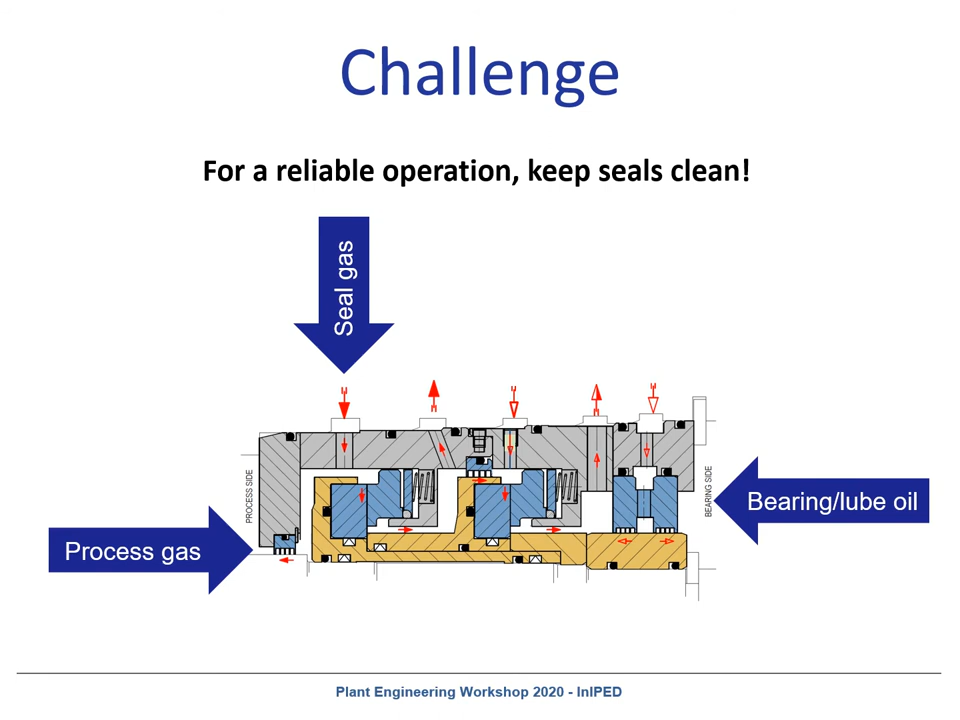 Challenge
For a reliable operation, keep seals clean!
Seal gas
PROCESS SIDE
BEARING SIDE
Bearing/lube oil
Process gas
Plant Engineering Workshop 2020 - InIPED